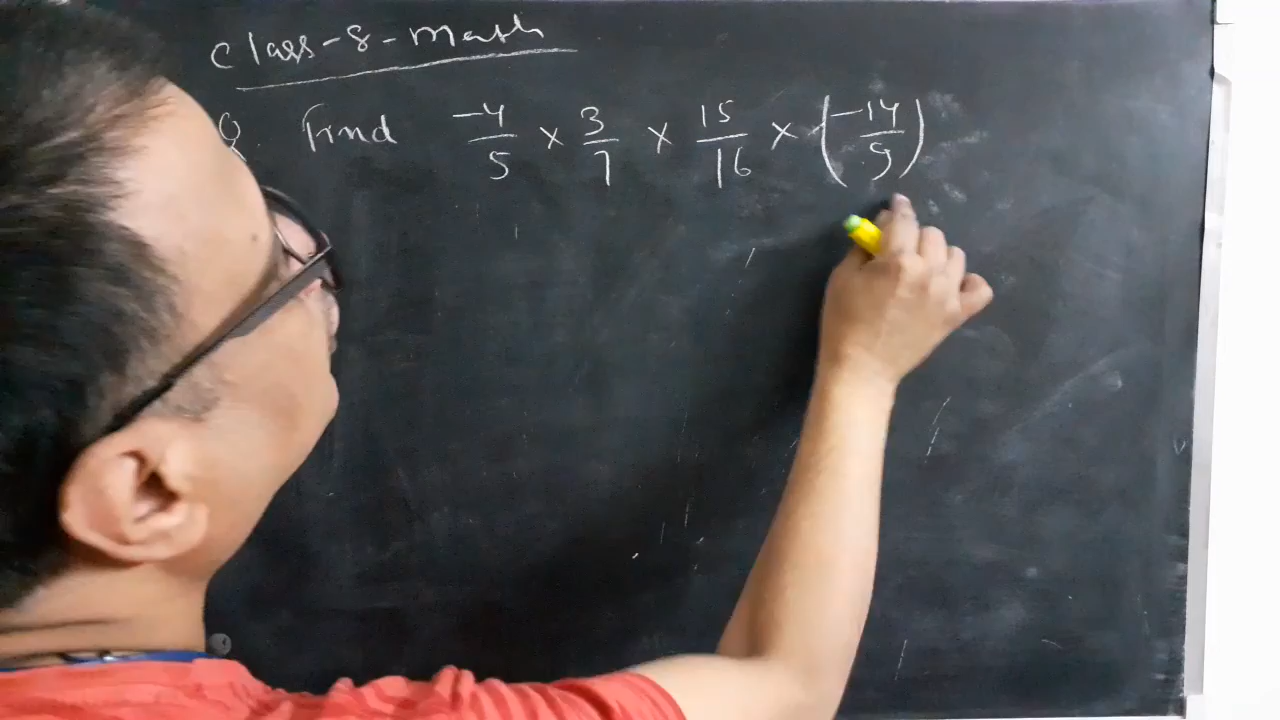 Class-8-math
Q. Find -4/5 × 3/7 × 15/16 × (-14/9)